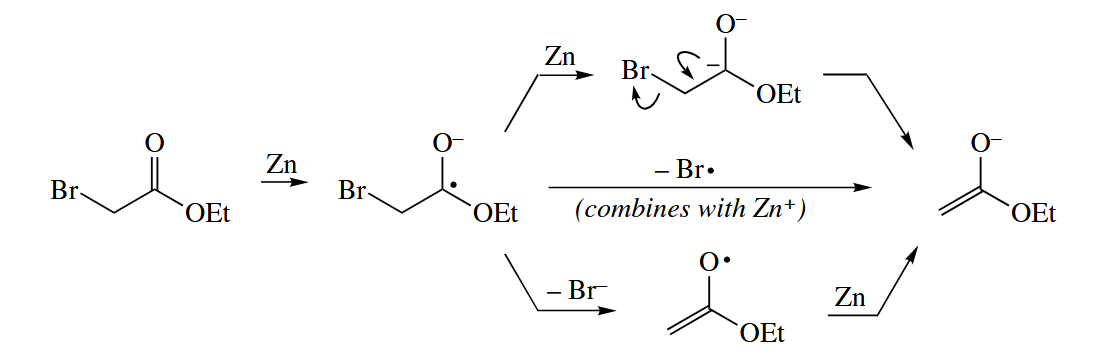 O⁻
Zn
Br
–
OEt
O
Br
OEt
Zn
O⁻
Br
•
OEt
– Br•
(combines with Zn⁺)
O⁻
OEt
– Br⁻
O•
OEt
Zn